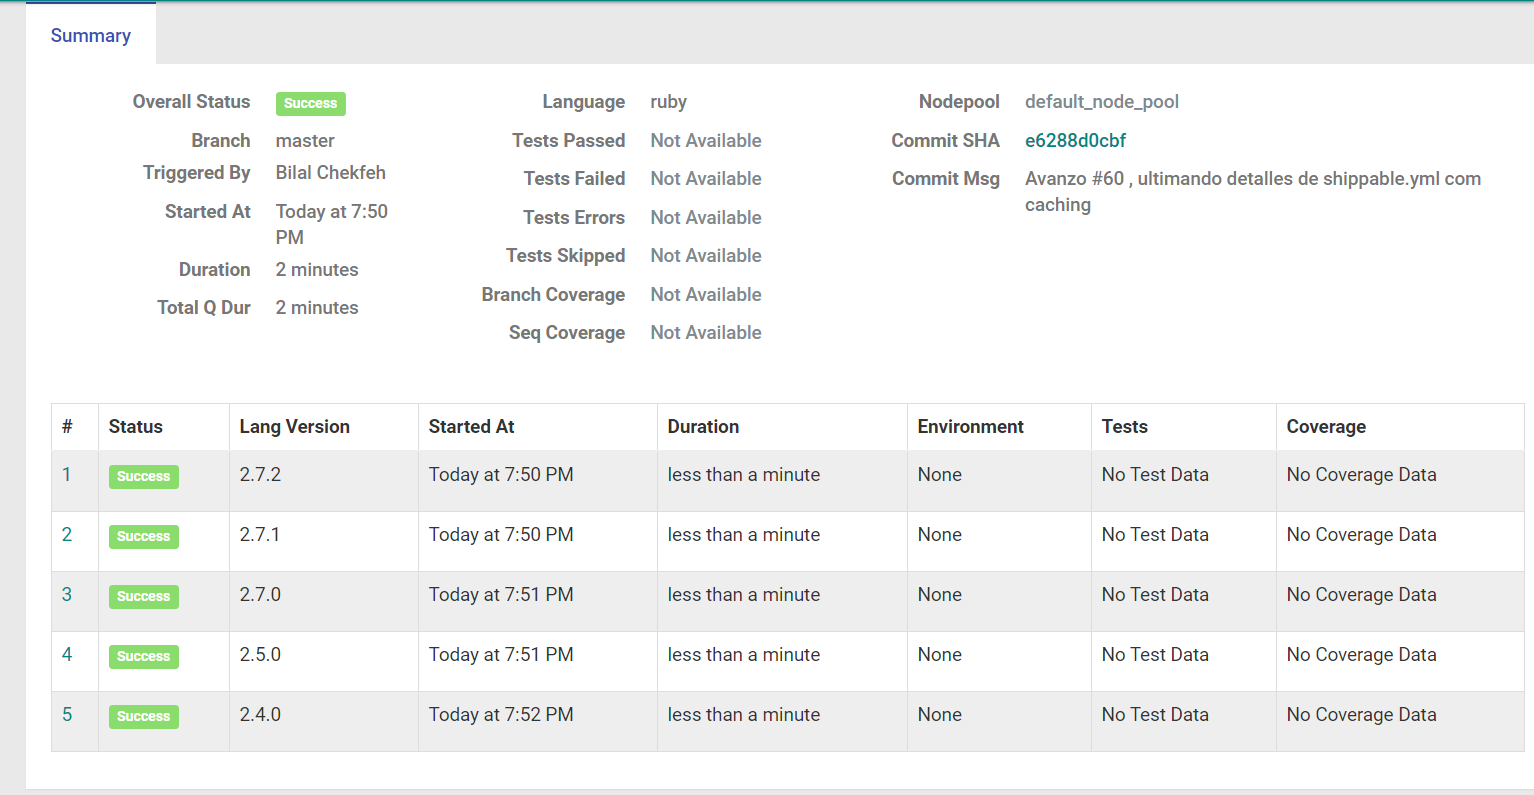 Summary
Overall Status Success
Branch master
Triggered By Bilal Chekfeh
Started At Today at 7:50
PM
Duration 2 minutes
Total Q Dur 2 minutes
Language ruby
Tests Passed Not Available
Tests Failed Not Available
Tests Errors Not Available
Tests Skipped Not Available
Branch Coverage Not Available
Seq Coverage Not Available
Nodepool default_node_pool
Commit SHA e6288d0cbf
Commit Msg Avanzo #60 , ultimando detalles de shippable.yml com
caching
# Status Lang Version Started At Duration Environment Tests Coverage
1 Success 2.7.2 Today at 7:50 PM less than a minute None No Test Data No Coverage Data
2 Success 2.7.1 Today at 7:50 PM less than a minute None No Test Data No Coverage Data
3 Success 2.7.0 Today at 7:51 PM less than a minute None No Test Data No Coverage Data
4 Success 2.5.0 Today at 7:51 PM less than a minute None No Test Data No Coverage Data
5 Success 2.4.0 Today at 7:52 PM less than a minute None No Test Data No Coverage Data